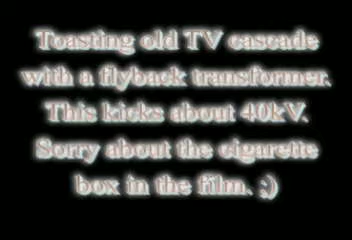 Toasting old TV cascade
with a flyback transformer.
This kicks about 40kV.
Sorry about the cigarette
box in the film. ;)